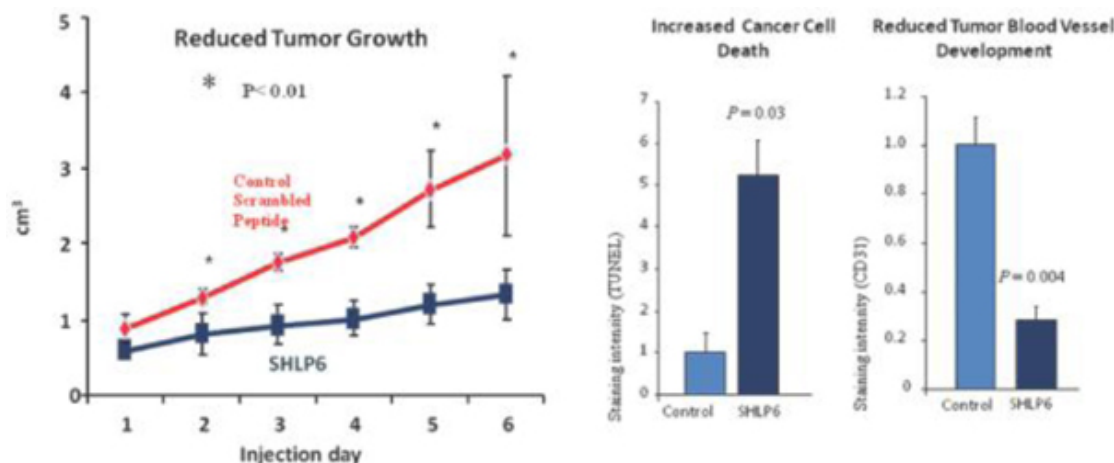 Reduced Tumor Growth
* P< 0.01
Control
Scrambled
Peptide
SHLP6
cm³
5
4
3
2
1
0
1 2 3 4 5 6
Injection day
* * * * *
Increased Cancer Cell
Death
P = 0.03
Staining intensity (TUNEL)
7
6
5
4
3
2
1
0
Control SHLP6
Reduced Tumor Blood Vessel
Development
P = 0.004
Staining intensity (CD31)
1.2
1.0
0.8
0.6
0.4
0.2
0
Control SHLP6